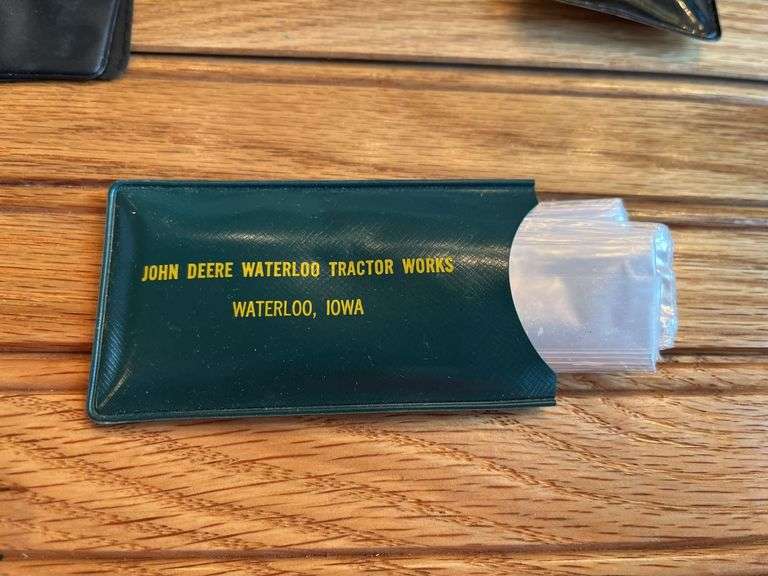 JOHN DEERE WATERLOO TRACTOR WORKS
WATERLOO, IOWA